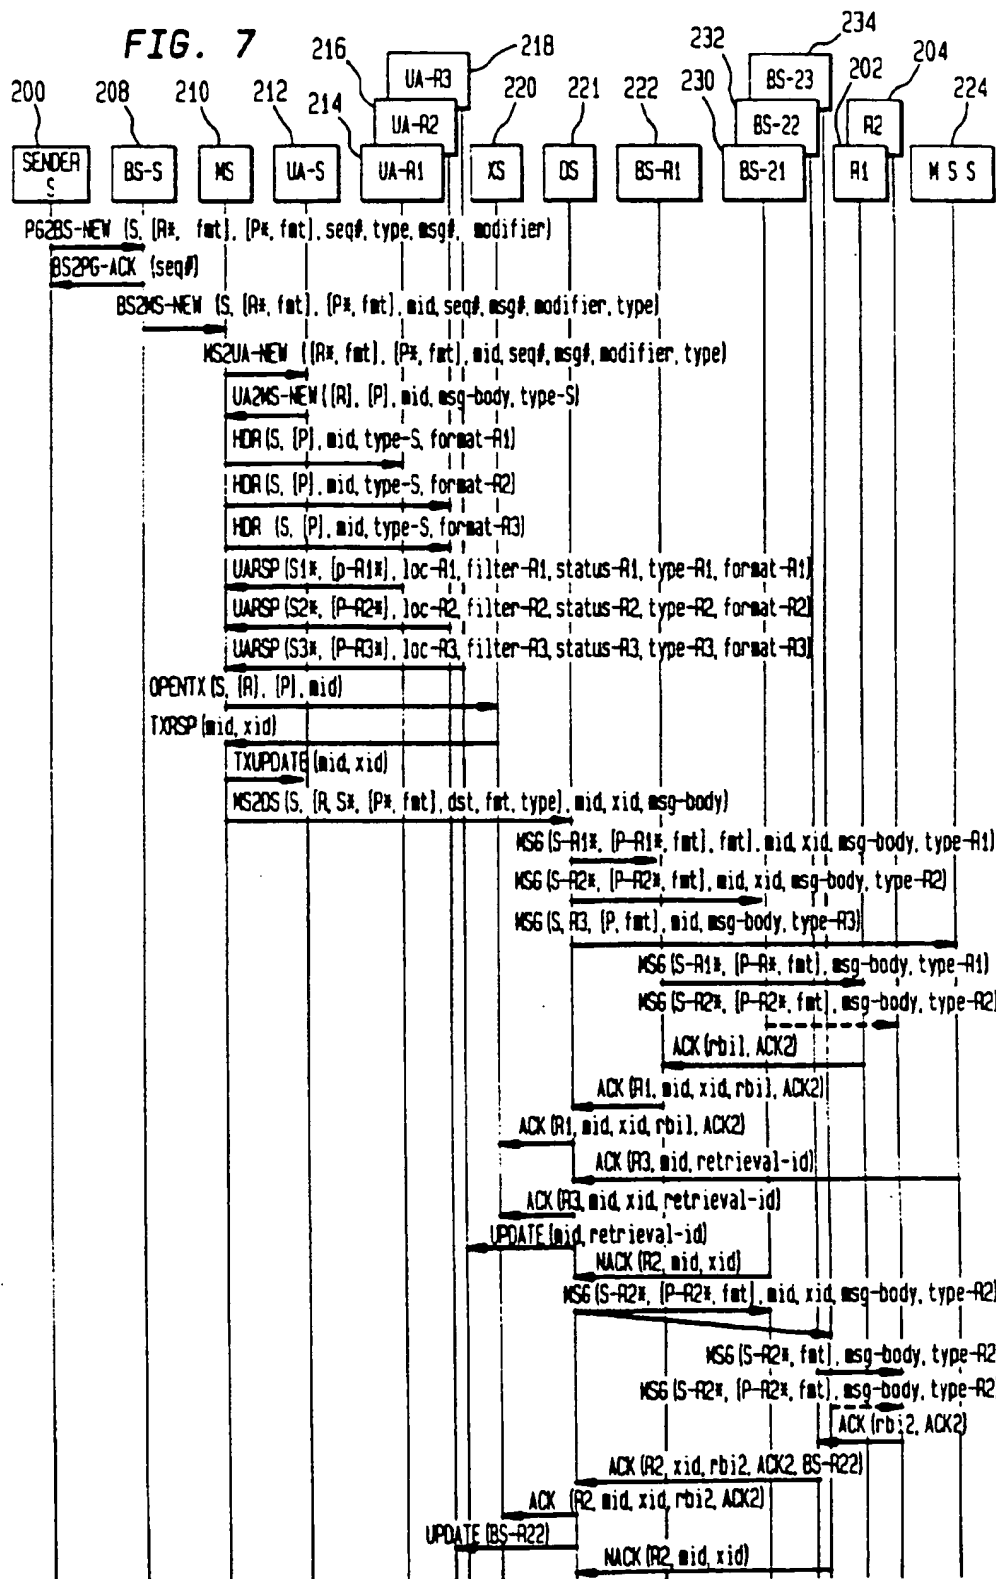 FIG. 7
234
232
218
216
204
202
BS-23
UA-R3
230
200
208
210
212
214
220
221
222
224
UA-R2
BS-22
R2
SENDER
S
BS-S
MS
UA-S
UA-R1
XS
DS
BS-R1
BS-21
R1
M S S
PG2BS-NEW (S, [R*, fmt], [P*, fmt], seq#, type, msg#, modifier)
BS2PG-ACK (seq#)
BS2MS-NEW (S, [R*, fmt], [P*, fmt], mid, seq#, msg#, modifier, type)
MS2UA-NEW ([R*, fmt], [P*, fmt], mid, seq#, msg#, modifier, type)
UA2MS-NEW ([R], [P], mid, msg-body, type-S)
HDR (S, [P], mid, type-S, format-R1)
HDR (S, [P], mid, type-S, format-R2)
HDR (S, [P], mid, type-S, format-R3)
UARSP (S1*, [p-R1*], loc-R1, filter-R1, status-R1, type-R1, format-R1)
UARSP (S2*, [P-R2*], loc-R2, filter-R2, status-R2, type-R2, format-R2)
UARSP (S3*, [P-R3*], loc-R3, filter-R3, status-R3, type-R3, format-R3)
OPENTX (S, [R], [P], mid)
TXRSP (mid, xid)
TXUPDATE (mid, xid)
MS2DS (S, [R, S*, [P*, fmt], dst, fmt, type], mid, xid, msg-body)
MSG (S-R1*, [P-R1*, fmt], fmt], mid, xid, msg-body, type-R1)
MSG (S-R2*, [P-R2*, fmt], mid, xid, msg-body, type-R2)
MSG (S, R3, [P, fmt], mid, msg-body, type-R3)
MSG (S-R1*, [P-R*, fmt], msg-body, type-R1)
MSG (S-R2*, [P-R2*, fmt], msg-body, type-R2)
ACK (rbi1, ACK2)
ACK (R1, mid, xid, rbi1, ACK2)
ACK (R1, mid, xid, rbi1, ACK2)
ACK (R3, mid, retrieval-id)
ACK (R3, mid, xid, retrieval-id)
UPDATE (mid, retrieval-id)
NACK (R2, mid, xid)
MSG (S-R2*, [P-R2*, fmt], mid, xid, msg-body, type-R2)
MSG (S-R2*, fmt], msg-body, type-R2
MSG (S-R2*, [P-R2*, fmt], msg-body, type-R2)
ACK (rbi2, ACK2)
ACK (R2, xid, rbi2, ACK2, BS-R22)
ACK (R2, mid, xid, rbi2, ACK2)
UPDATE (BS-R22)
NACK (R2, mid, xid)